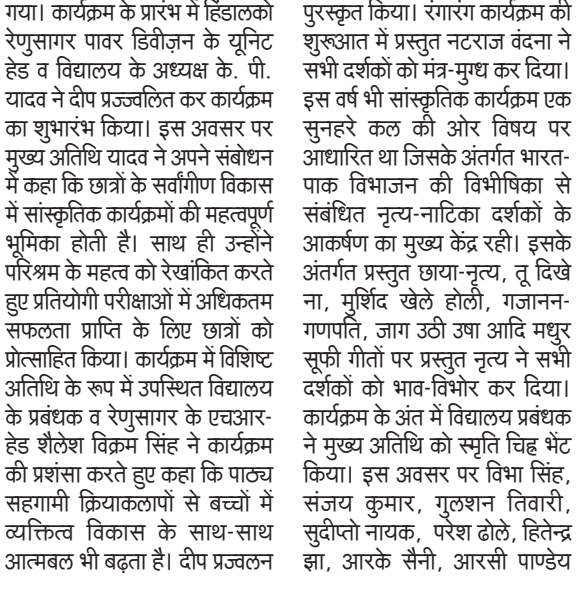 गया। कार्यक्रम के प्रारंभ में हिंडालको
रेणुसागर पावर डिवीज़न के यूनिट
हेड व विद्यालय के अध्यक्ष के. पी.
यादव ने दीप प्रज्ज्वलित कर कार्यक्रम
का शुभारंभ किया। इस अवसर पर
मुख्य अतिथि यादव ने अपने संबोधन
में कहा कि छात्रों के सर्वांगीण विकास
में सांस्कृतिक कार्यक्रमों की महत्वपूर्ण
भूमिका होती है। साथ ही उन्होंने
परिश्रम के महत्व को रेखांकित करते
हुए प्रतियोगी परीक्षाओं में अधिकतम
सफलता प्राप्ति के लिए छात्रों को
प्रोत्साहित किया। कार्यक्रम में विशिष्ट
अतिथि के रूप में उपस्थित विद्यालय
के प्रबंधक व रेणुसागर के एचआर-
हेड शैलेश विक्रम सिंह ने कार्यक्रम
की प्रशंसा करते हुए कहा कि पाठ्य
सहगामी क्रियाकलापों से बच्चों में
व्यक्तित्व विकास के साथ-साथ
आत्मबल भी बढ़ता है। दीप प्रज्वलन
पुरस्कृत किया। रंगारंग कार्यक्रम की
शुरूआत में प्रस्तुत नटराज वंदना ने
सभी दर्शकों को मंत्र-मुग्ध कर दिया।
इस वर्ष भी सांस्कृतिक कार्यक्रम एक
सुनहरे कल की ओर विषय पर
आधारित था जिसके अंतर्गत भारत-
पाक विभाजन की विभीषिका से
संबंधित नृत्य-नाटिका दर्शकों के
आकर्षण का मुख्य केंद्र रही। इसके
अंतर्गत प्रस्तुत छाया-नृत्य, तू दिखे
ना, मुर्शिद खेले होली, गजानन-
गणपति, जाग उठी उषा आदि मधुर
सूफी गीतों पर प्रस्तुत नृत्य ने सभी
दर्शकों को भाव-विभोर कर दिया।
कार्यक्रम के अंत में विद्यालय प्रबंधक
ने मुख्य अतिथि को स्मृति चिह्न भेंट
किया। इस अवसर पर विभा सिंह,
संजय कुमार, गुलशन तिवारी,
सुदीप्तो नायक, परेश ढोले, हितेन्द्र
झा, आरके सैनी, आरसी पाण्डेय